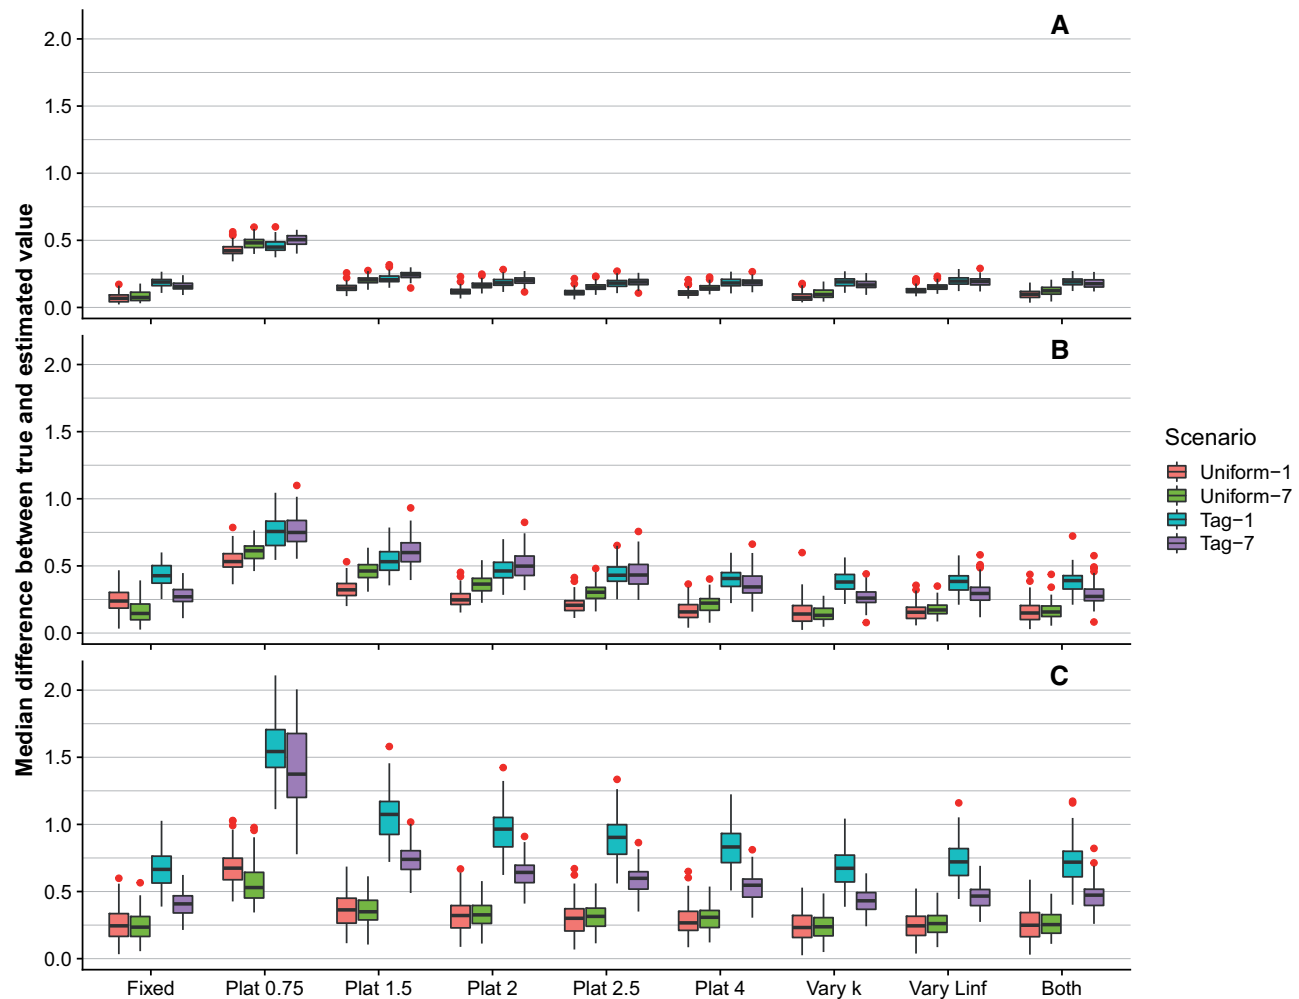 A
2.0
1.5
1.0
0.5
0.0
B
2.0
1.5
1.0
0.5
0.0
C
2.0
1.5
1.0
0.5
0.0
Median difference between true and estimated value
Fixed Plat 0.75 Plat 1.5 Plat 2 Plat 2.5 Plat 4 Vary k Vary Linf Both
Scenario
Uniform−1
Uniform−7
Tag−1
Tag−7